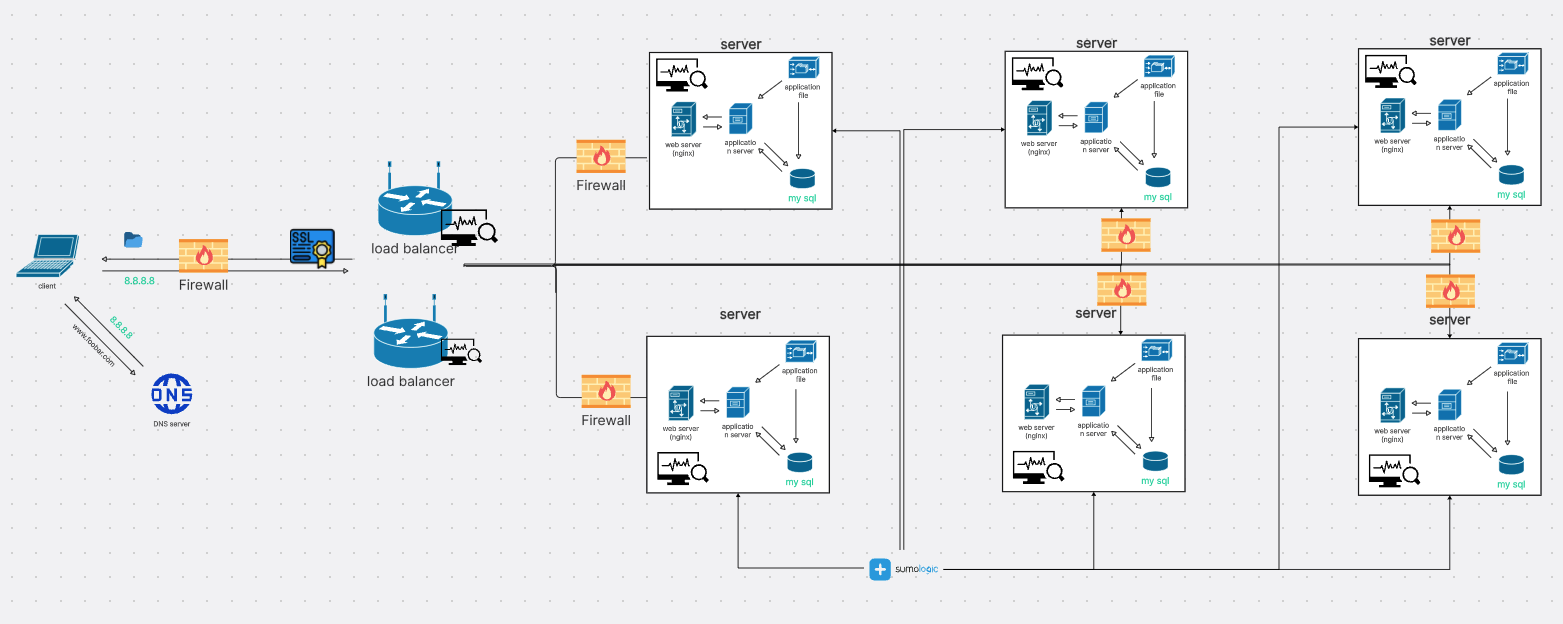 server
server
server
application
file
web server
(nginx)
applicatio
n server
my sql
application
file
web server
(nginx)
applicatio
n server
my sql
application
file
web server
(nginx)
applicatio
n server
my sql
Firewall
SSL
load balancer
client
8.8.8.8 .
Firewall
8.8.8.8
www.foobar.com
DNS
DNS server
load balancer
Firewall
server
server
server
application
file
web server
(nginx)
applicatio
n server
my sql
application
file
web server
(nginx)
applicatio
n server
my sql
application
file
web server
(nginx)
applicatio
n server
my sql
sumologic